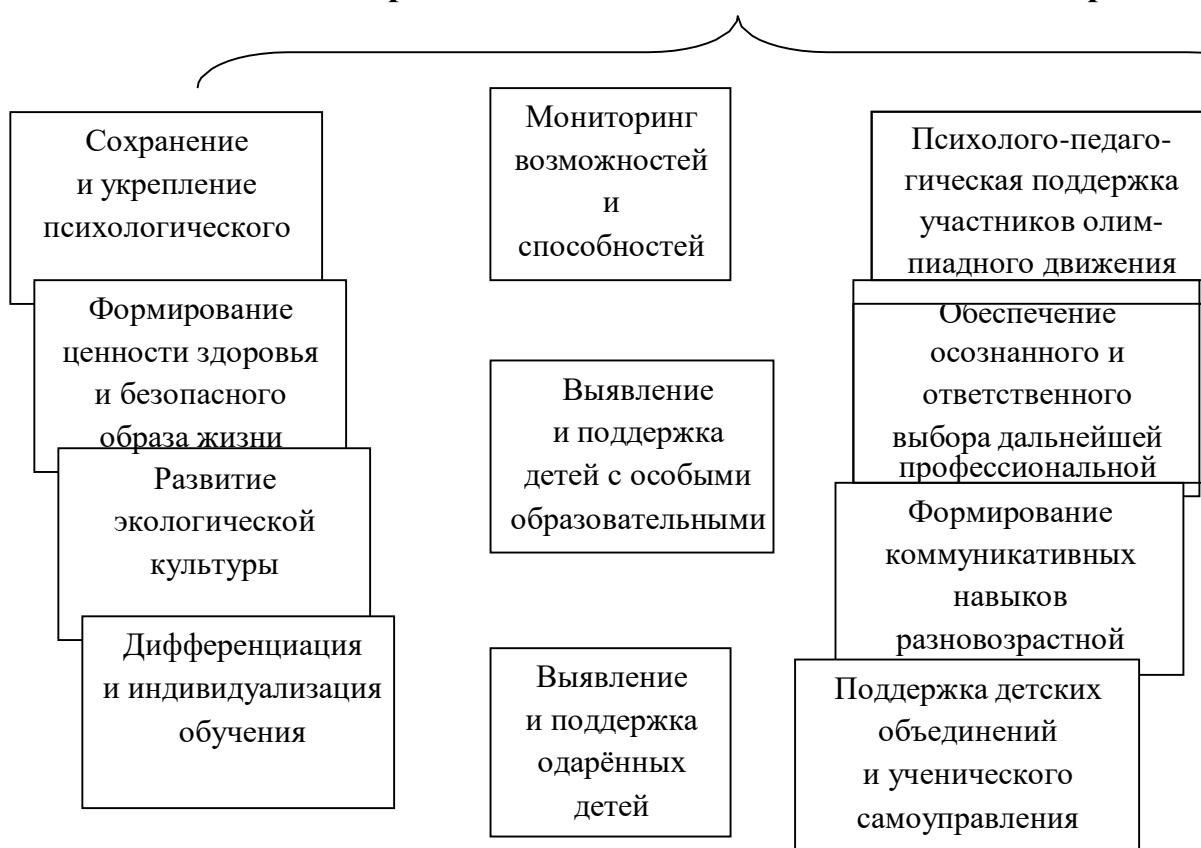 Сохранение
и укрепление
психологического
Формирование
ценности здоровья
и безопасного
образа жизни
Развитие
экологической
культуры
Дифференциация
и индивидуализация
обучения
Мониторинг
возможностей
и
способностей
Выявление
и поддержка
детей с особыми
образовательными
Выявление
и поддержка
одарённых
детей
Психолого-педаго-
гическая поддержка
участников олим-
пиадного движения
Обеспечение
осознанного и
ответственного
выбора дальнейшей
профессиональной
Формирование
коммуникативных
навыков
разновозрастной
Поддержка детских
объединений
и ученического
самоуправления